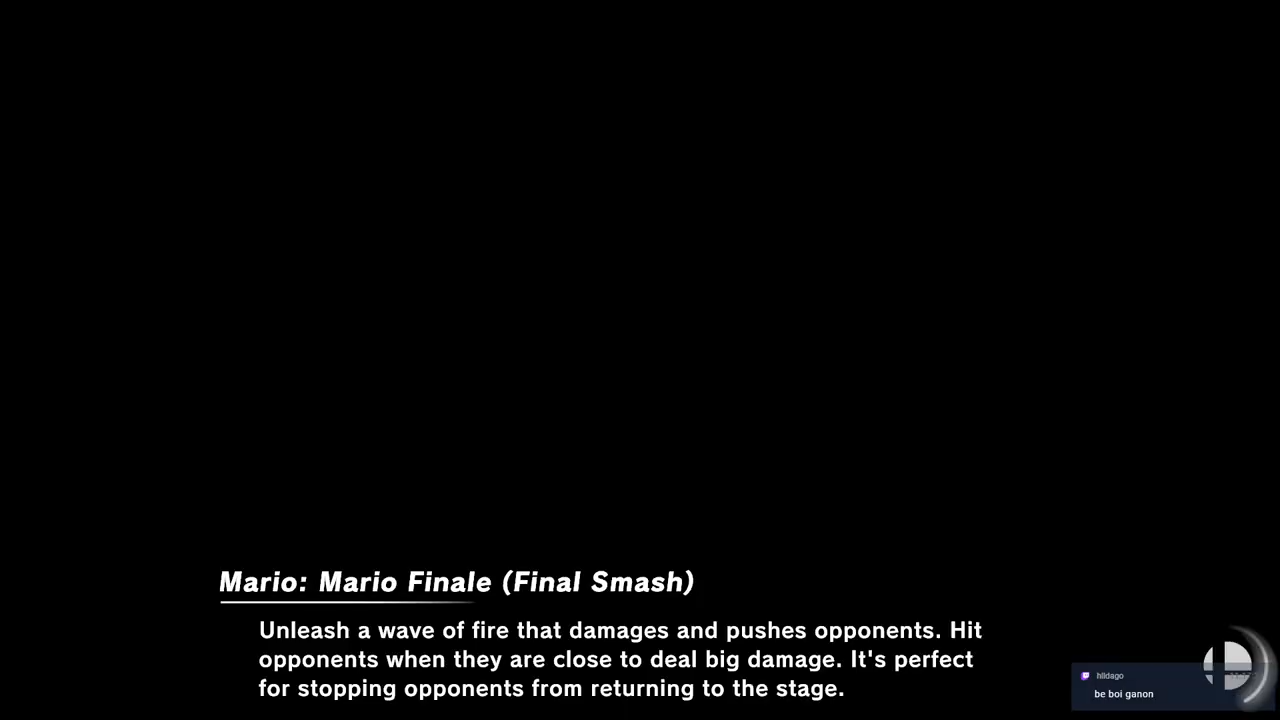 Mario: Mario Finale (Final Smash)
Unleash a wave of fire that damages and pushes opponents. Hit
opponents when they are close to deal big damage. It's perfect
for stopping opponents from returning to the stage.
hildago
be boi ganon